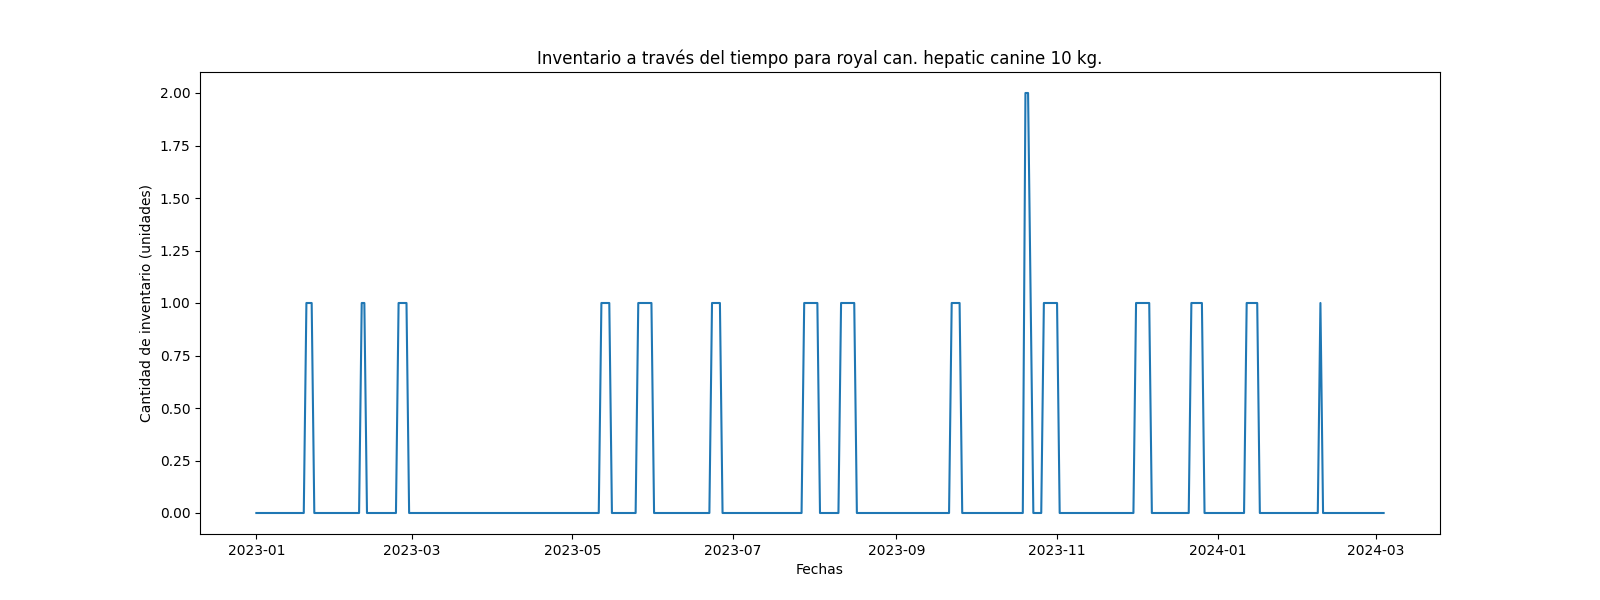 Inventario a través del tiempo para royal can. hepatic canine 10 kg.
Cantidad de inventario (unidades)
2.00
1.75
1.50
1.25
1.00
0.75
0.50
0.25
0.00
2023-01 2023-03 2023-05 2023-07 2023-09 2023-11 2024-01 2024-03
Fechas